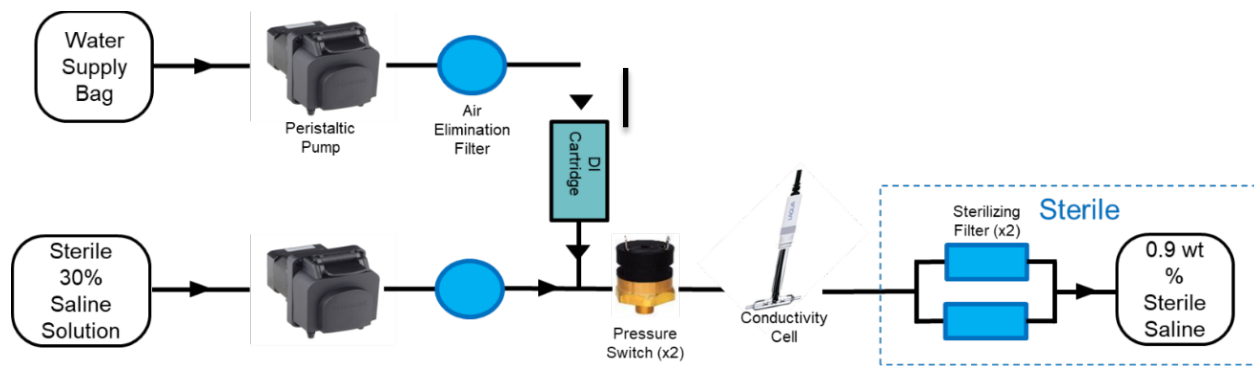 Water
Supply
Bag
Peristaltic
Pump
Air
Elimination
Filter
DI
Cartridge
Sterile
30%
Saline
Solution
Pressure
Switch (x2)
LAQUA
Conductivity
Cell
Sterilizing
Filter (x2)
Sterile
0.9 wt
%
Sterile
Saline